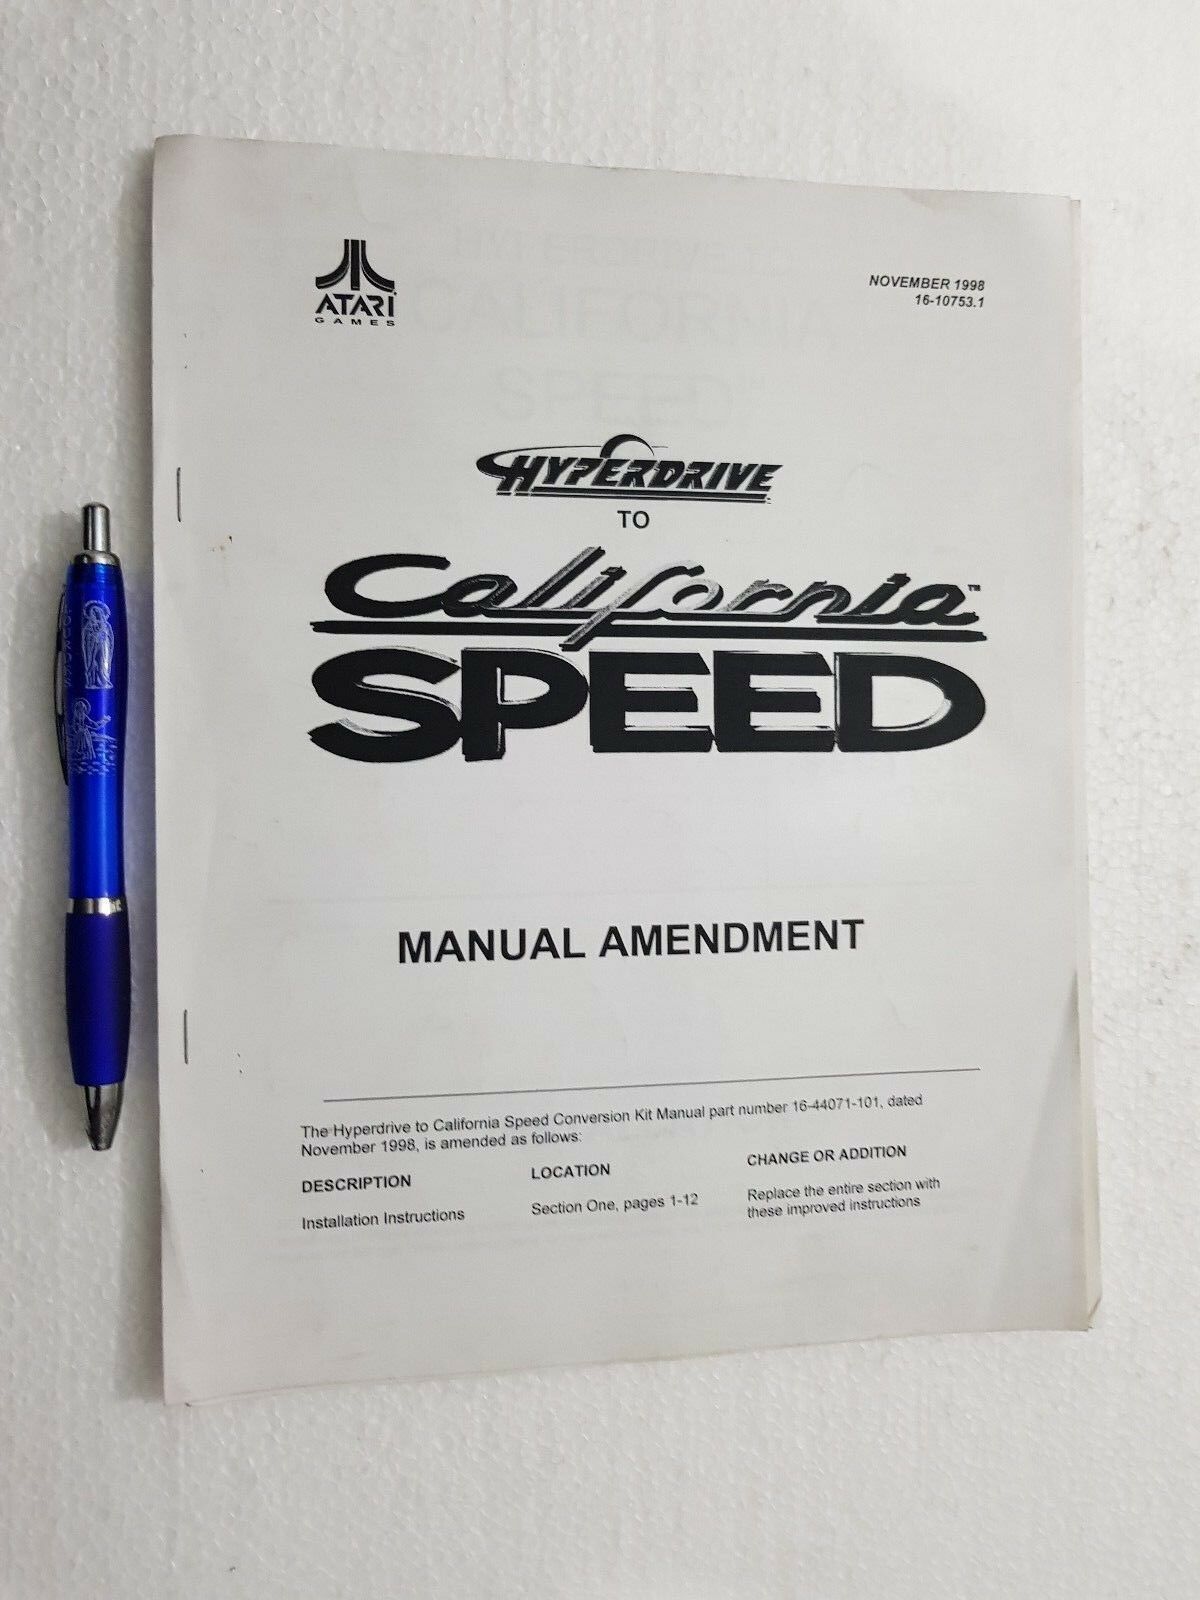 ATARI
GAMES
NOVEMBER 1998
16-10753.1
HYPERDRIVE
TO
California™
SPEED
MANUAL AMENDMENT
The Hyperdrive to California Speed Conversion Kit Manual part number 16-44071-101, dated
November 1998, is amended as follows:
DESCRIPTION LOCATION CHANGE OR ADDITION
Installation Instructions Section One, pages 1-12 Replace the entire section with
these improved instructions